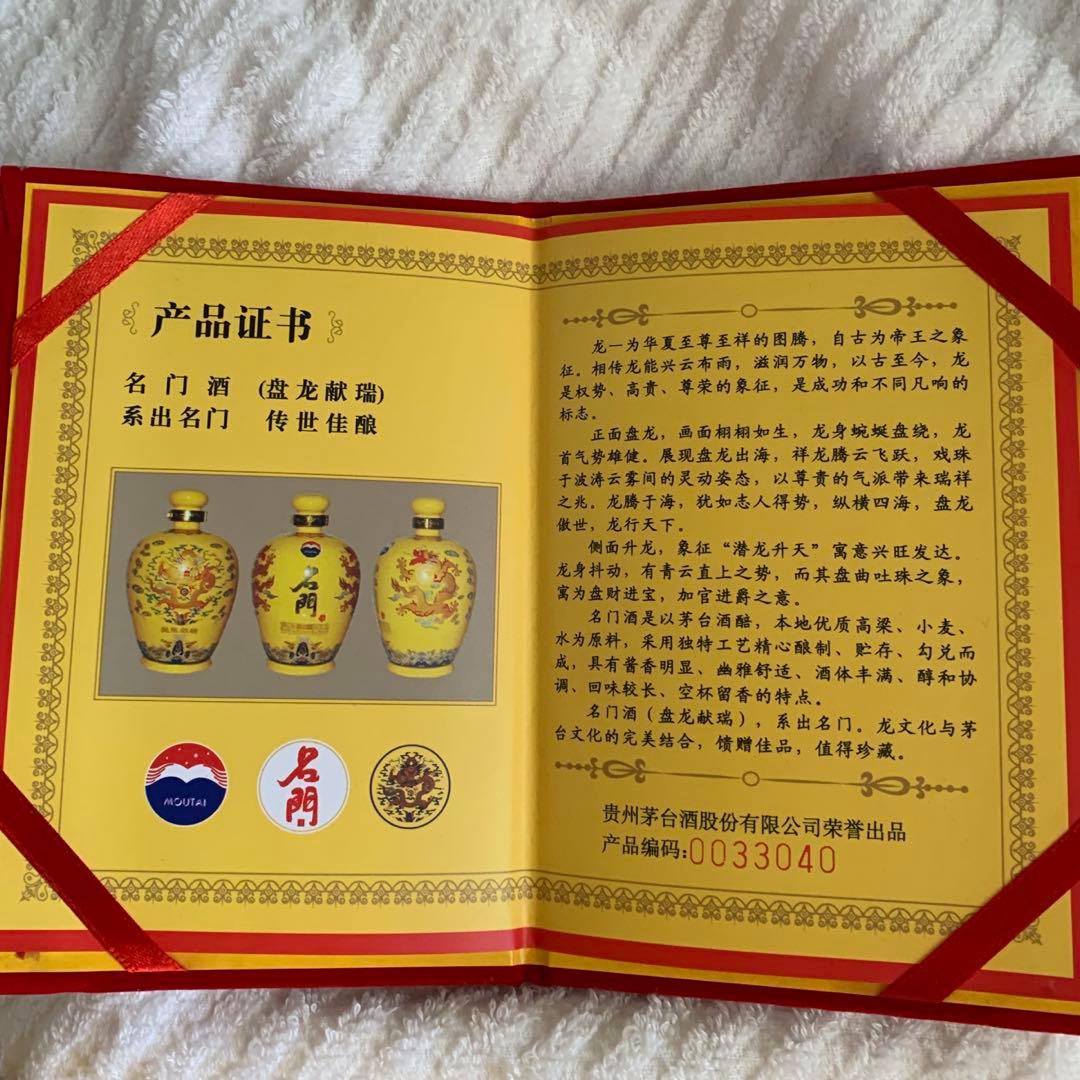 产品证书
名门酒 (盘龙献瑞)
系出名门 传世佳酿
名門
MOUTAI
名門
龙一为华夏至尊至祥的图腾，自古为帝王之象
征。相传龙能兴云布雨，滋润万物，以古至今，龙
是权势、高贵、尊荣的象征，是成功和不同凡响的
标志。
正面盘龙，画面栩栩如生，龙身蜿蜒盘绕，龙
首气势雄健。展现盘龙出海，祥龙腾云飞跃，戏珠
于波涛云雾间的灵动姿态，以尊贵的气派带来瑞祥
之兆。龙腾于海，犹如志人得势，纵横四海，盘龙
傲世，龙行天下。
侧面升龙，象征“潜龙升天”寓意兴旺发达。
龙身抖动，有青云直上之势，而其盘曲吐珠之象，
寓为盘财进宝，加官进爵之意。
名门酒是以茅台酒醅，本地优质高粱、小麦、
水为原料，采用独特工艺精心酿制、贮存、勾兑而
成，具有酱香明显、幽雅舒适、酒体丰满、醇和协
调、回味较长、空杯留香的特点。
名门酒（盘龙献瑞），系出名门。龙文化与茅
台文化的完美结合，馈赠佳品，值得珍藏。
贵州茅台酒股份有限公司荣誉出品
产品编码:0033040